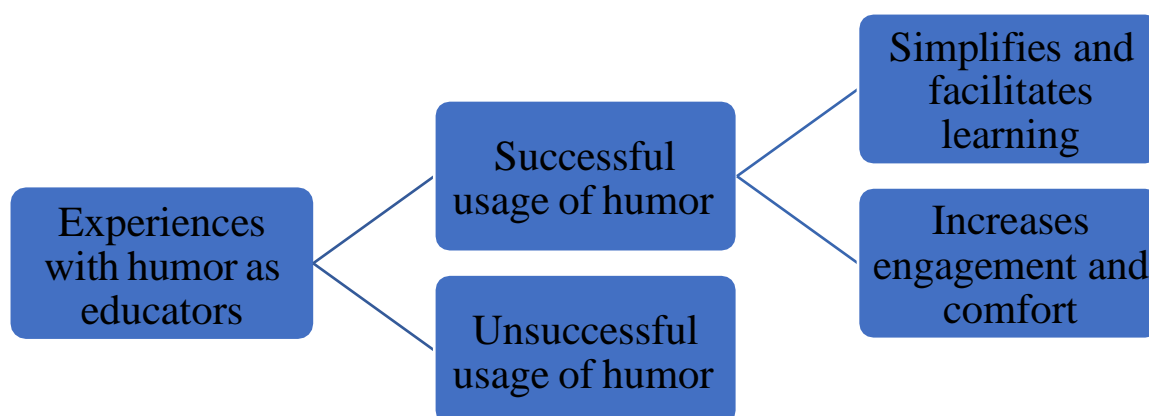 Experiences
with humor as
educators
Successful
usage of humor
Unsuccessful
usage of humor
Simplifies and
facilitates
learning
Increases
engagement and
comfort